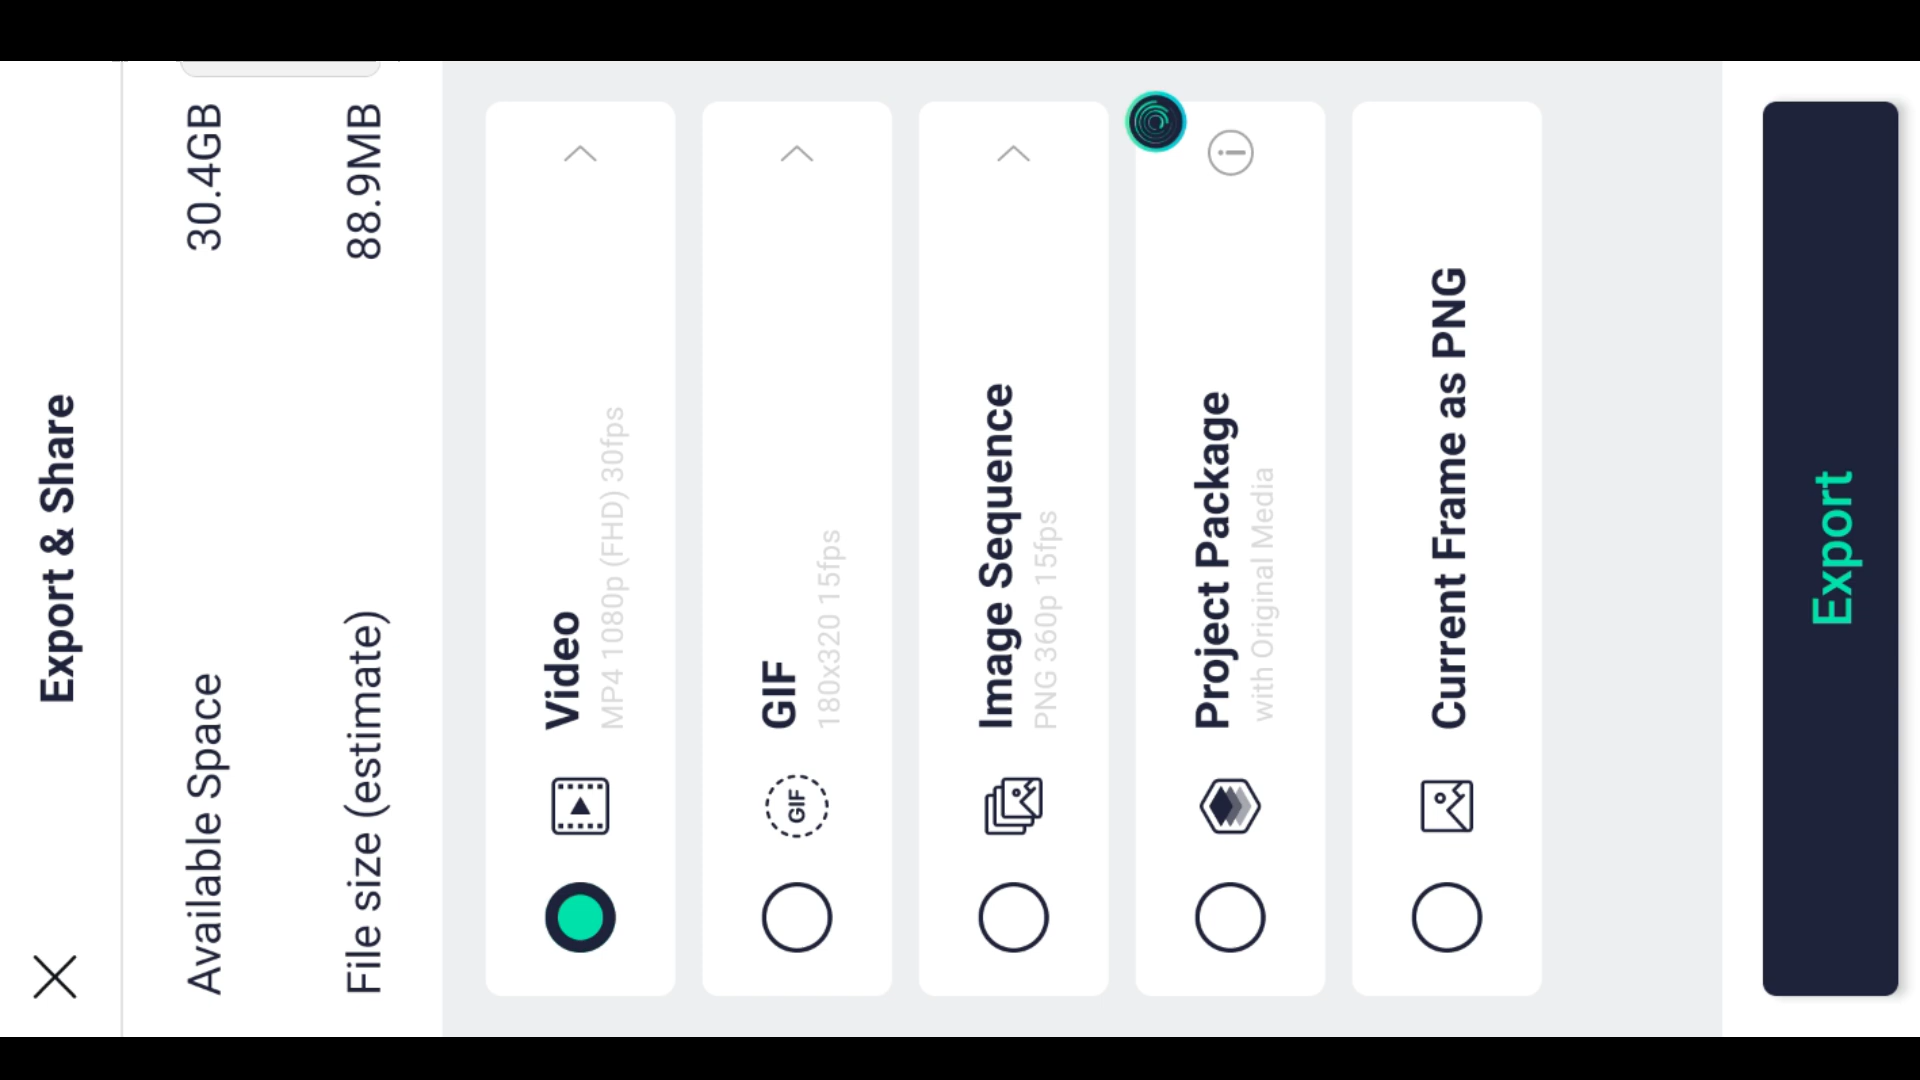 Export & Share
Available Space 30.4GB
File size (estimate) 88.9MB
Video
MP4 1080p (FHD) 30fps
GIF
GIF
180x320 15fps
Image Sequence
PNG 360p 15fps
Project Package
with Original Media
Current Frame as PNG
Export